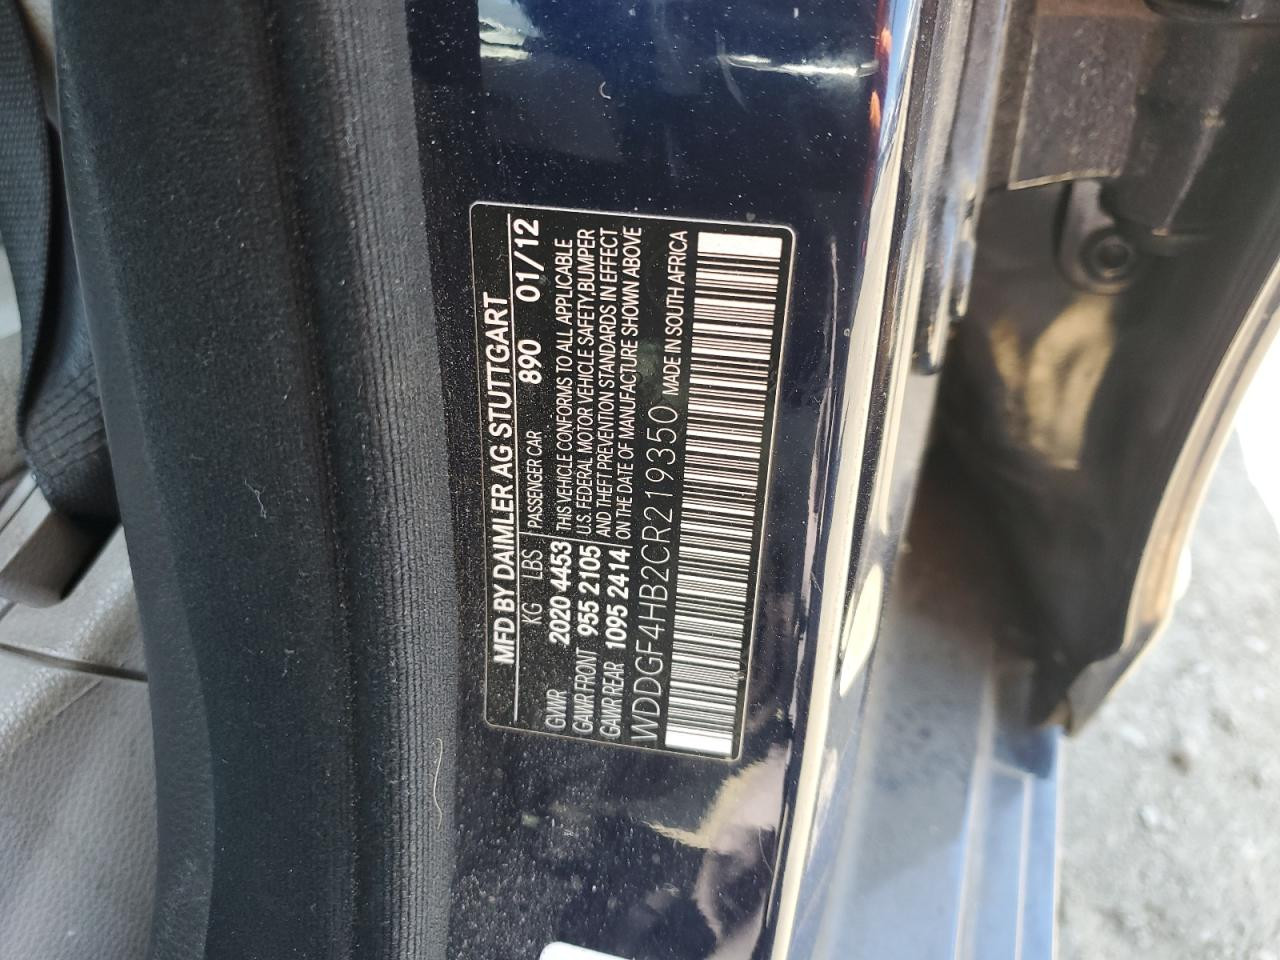 MFD BY DAIMLER AG STUTTGART
KG LBS PASSENGER CAR 890 01/12
GVWR 2020 4453
GAWR FRONT 955 2105
GAWR REAR 1095 2414
THIS VEHICLE CONFORMS TO ALL APPLICABLE
U.S. FEDERAL MOTOR VEHICLE SAFETY,BUMPER
AND THEFT PREVENTION STANDARDS IN EFFECT
ON THE DATE OF MANUFACTURE SHOWN ABOVE
WDDGF4HB2CR219350 MADE IN SOUTH AFRICA